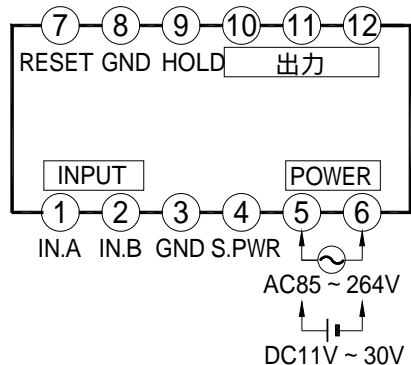 7 8 9 10 11 12
RESET GND HOLD 出力
INPUT POWER
1 2 3 4 5 6
IN.A IN.B GND S.PWR
AC85 ~ 264V
DC11V ~ 30V